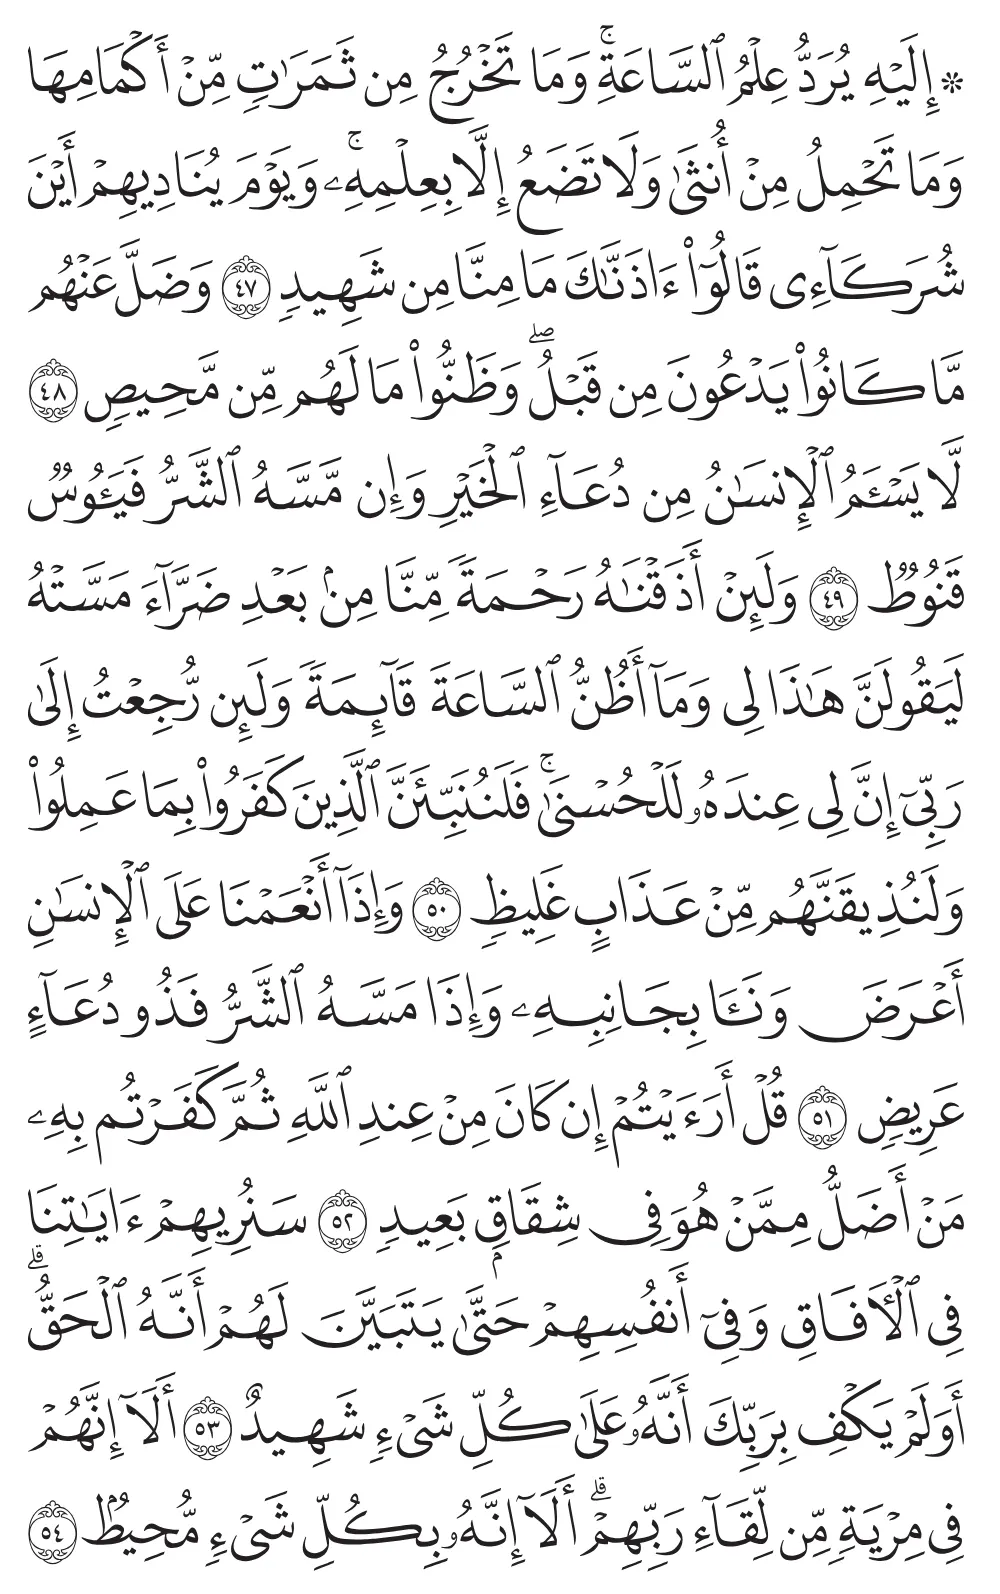 ۞ إِلَيْهِ يُرَدُّ عِلْمُ ٱلسَّاعَةِۚ وَمَا تَخْرُجُ مِن ثَمَرَٰتٍ مِّنْ أَكْمَامِهَا
وَمَا تَحْمِلُ مِنْ أُنثَىٰ وَلَا تَضَعُ إِلَّا بِعِلْمِهِۦۚ وَيَوْمَ يُنَادِيهِمْ أَيْنَ
شُرَكَآءِى قَالُوٓا۟ ءَاذَنَّـٰكَ مَا مِنَّا مِن شَهِيدٍ ٤٧ وَضَلَّ عَنْهُم
مَّا كَانُوا۟ يَدْعُونَ مِن قَبْلُۖ وَظَنُّوا۟ مَا لَهُم مِّن مَّحِيصٍ ٤٨
لَّا يَسْـَٔمُ ٱلْإِنسَـٰنُ مِن دُعَآءِ ٱلْخَيْرِ وَإِن مَّسَّهُ ٱلشَّرُّ فَيَـُٔوسٌ
قَنُوطٌ ٤٩ وَلَئِنْ أَذَقْنَـٰهُ رَحْمَةً مِّنَّا مِنۢ بَعْدِ ضَرَّآءَ مَسَّتْهُ
لَيَقُولَنَّ هَـٰذَا لِى وَمَآ أَظُنُّ ٱلسَّاعَةَ قَآئِمَةً وَلَئِن رُّجِعْتُ إِلَىٰ
رَبِّىٓ إِنَّ لِى عِندَهُۥ لَلْحُسْنَىٰۚ فَلَنُنَبِّئَنَّ ٱلَّذِينَ كَفَرُوا۟ بِمَا عَمِلُوا۟
وَلَنُذِيقَنَّهُم مِّنْ عَذَابٍ غَلِيظٍ ٥٠ وَإِذَآ أَنْعَمْنَا عَلَى ٱلْإِنسَـٰنِ
أَعْرَضَ وَنَـَٔا بِجَانِبِهِۦ وَإِذَا مَسَّهُ ٱلشَّرُّ فَذُو دُعَآءٍ
عَرِيضٍ ٥١ قُلْ أَرَءَيْتُمْ إِن كَانَ مِنْ عِندِ ٱللَّهِ ثُمَّ كَفَرْتُم بِهِۦ
مَنْ أَضَلُّ مِمَّنْ هُوَ فِى شِقَاقٍۭ بَعِيدٍ ٥٢ سَنُرِيهِمْ ءَايَـٰتِنَا
فِى ٱلْـَٔافَاقِ وَفِىٓ أَنفُسِهِمْ حَتَّىٰ يَتَبَيَّنَ لَهُمْ أَنَّهُ ٱلْحَقُّۗ
أَوَلَمْ يَكْفِ بِرَبِّكَ أَنَّهُۥ عَلَىٰ كُلِّ شَىْءٍ شَهِيدٌ ٥٣ أَلَآ إِنَّهُمْ
فِى مِرْيَةٍ مِّن لِّقَآءِ رَبِّهِمْۗ أَلَآ إِنَّهُۥ بِكُلِّ شَىْءٍ مُّحِيطٌۢ ٥٤